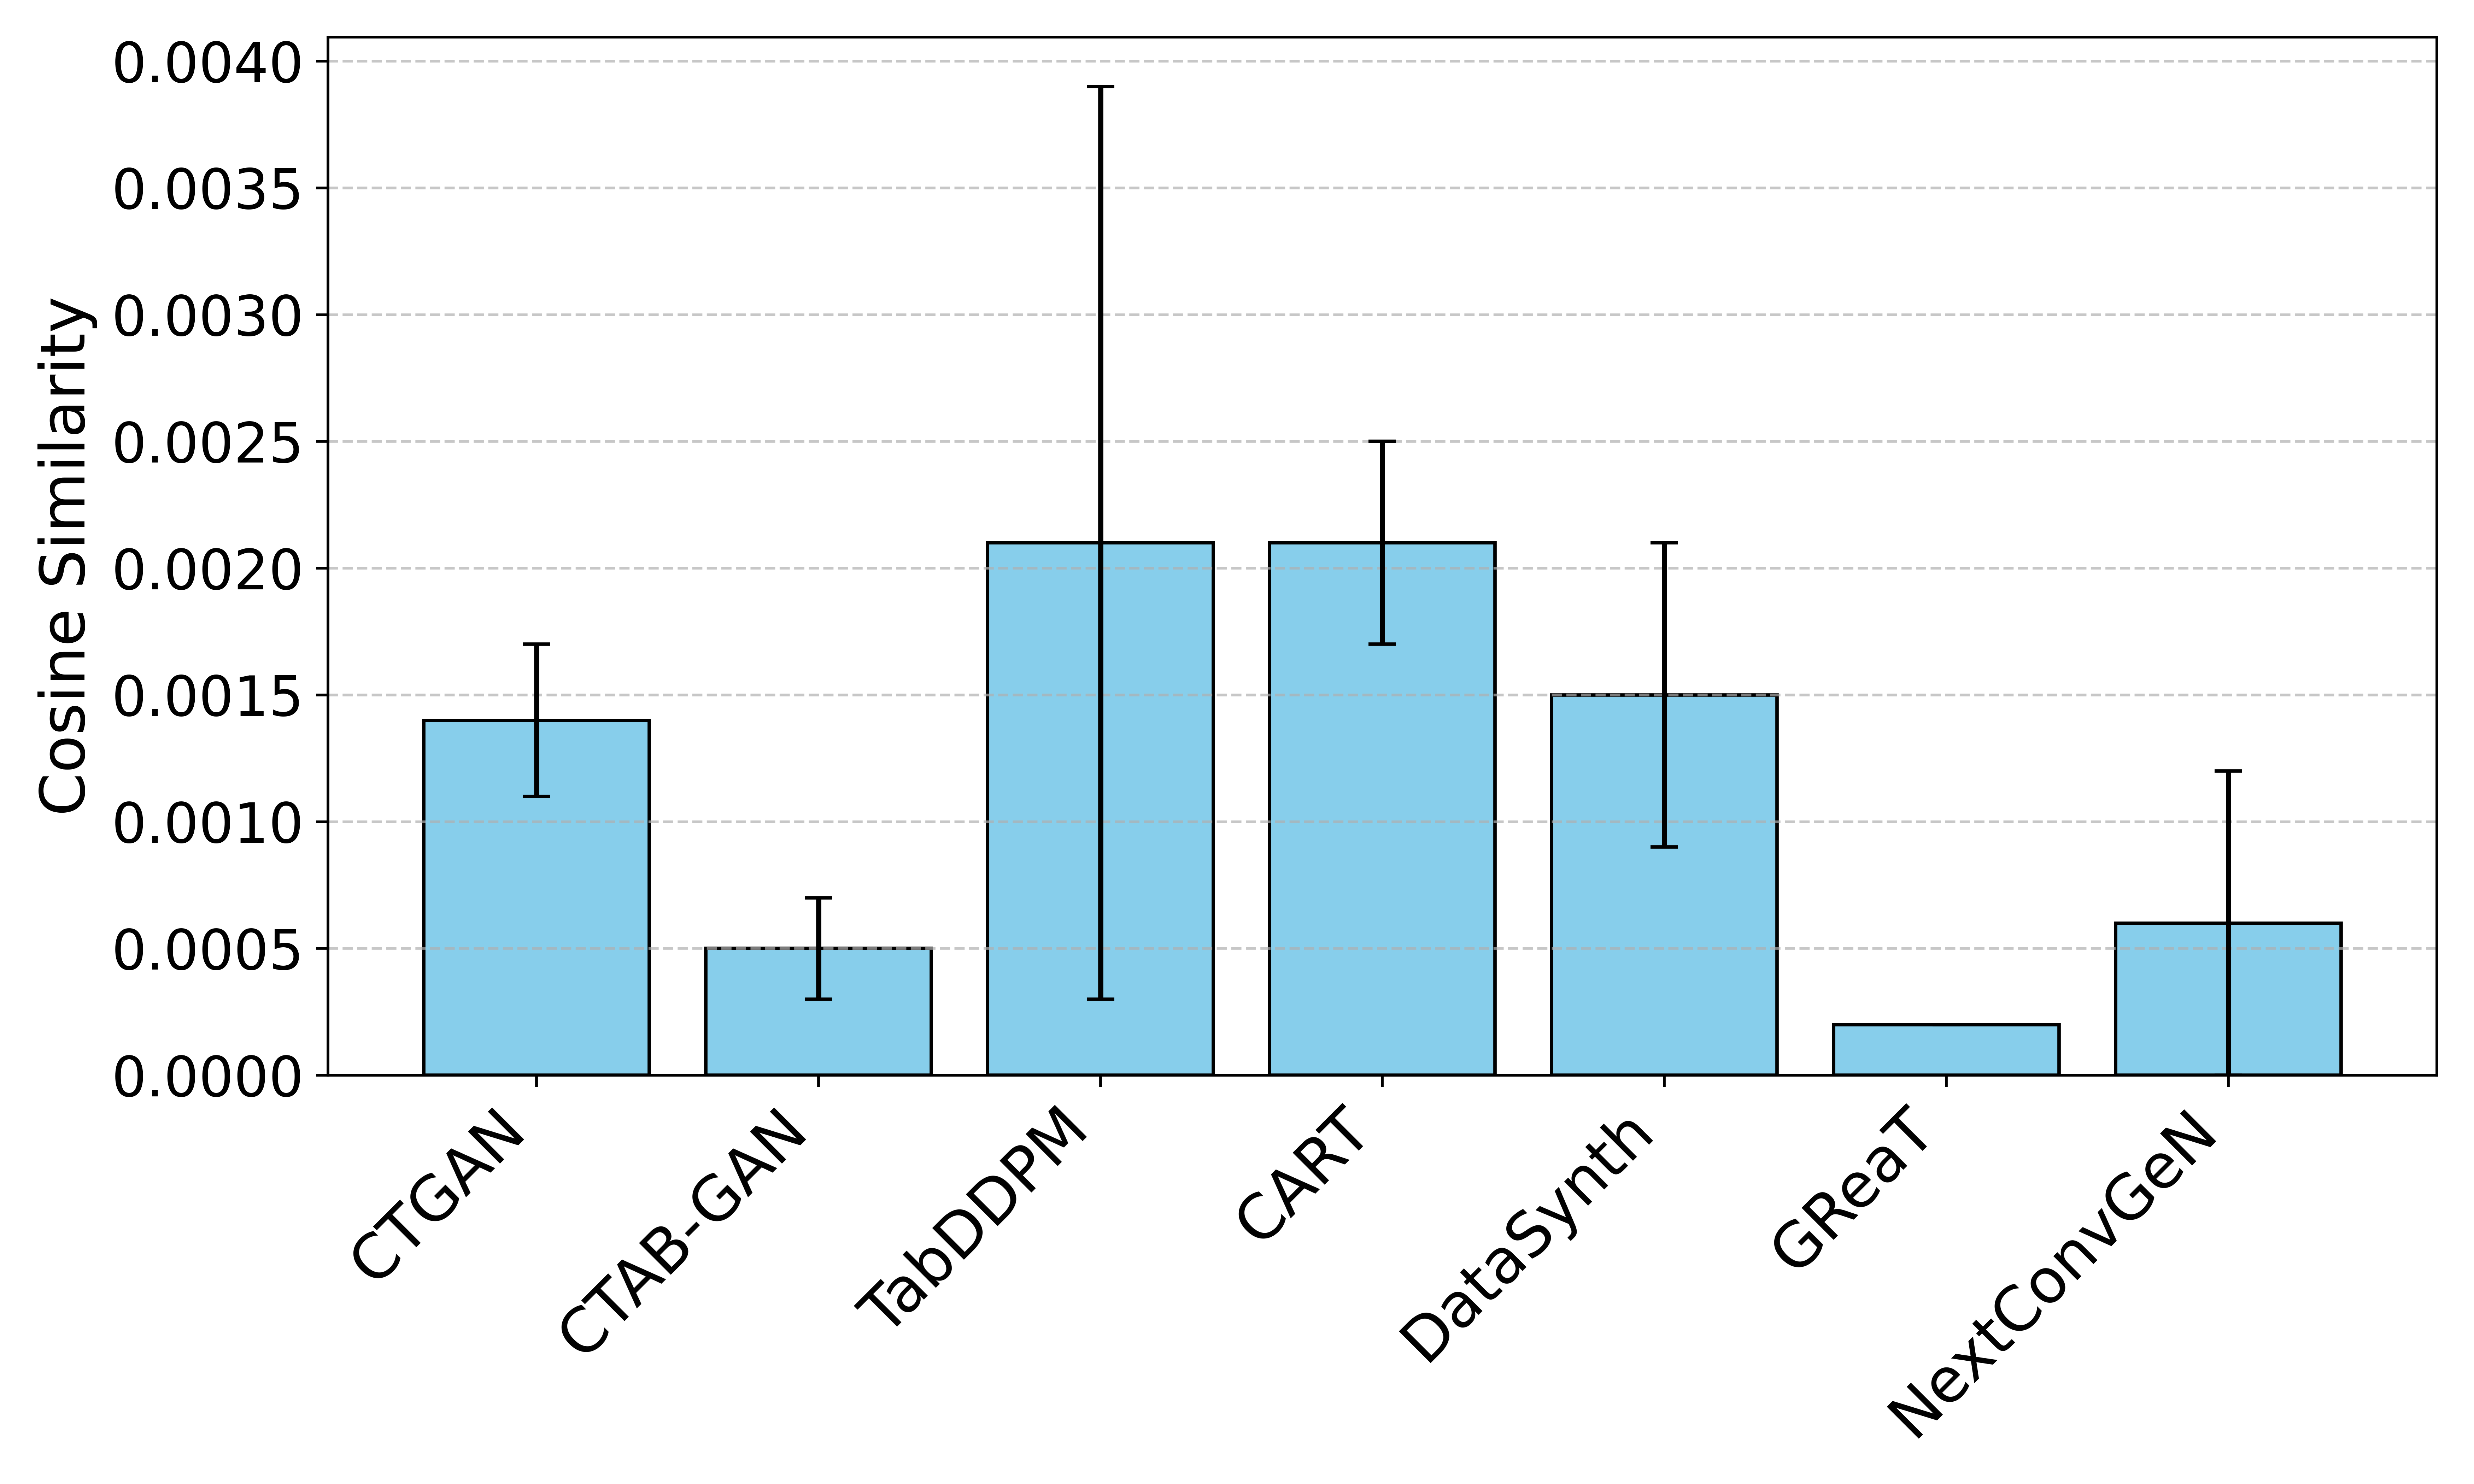 Cosine Similarity
0.0040
0.0035
0.0030
0.0025
0.0020
0.0015
0.0010
0.0005
0.0000
CTGAN
CTAB-GAN
TabDDPM
CART
DataSynth
GReaT
NextConvGeN